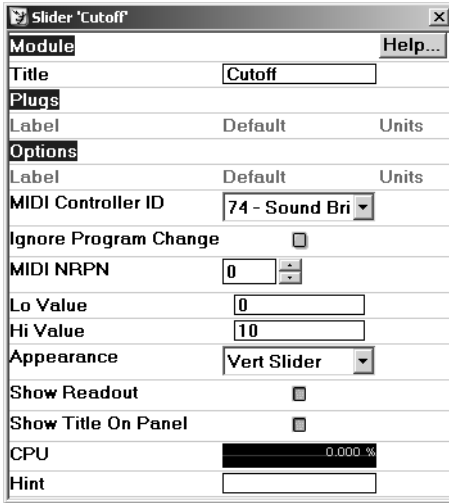 Slider 'Cutoff'
Module Help...
Title Cutoff
Plugs
Label Default Units
Options
Label Default Units
MIDI Controller ID 74 - Sound Bri
Ignore Program Change
MIDI NRPN 0
Lo Value 0
Hi Value 10
Appearance Vert Slider
Show Readout
Show Title On Panel
CPU 0.000 %
Hint